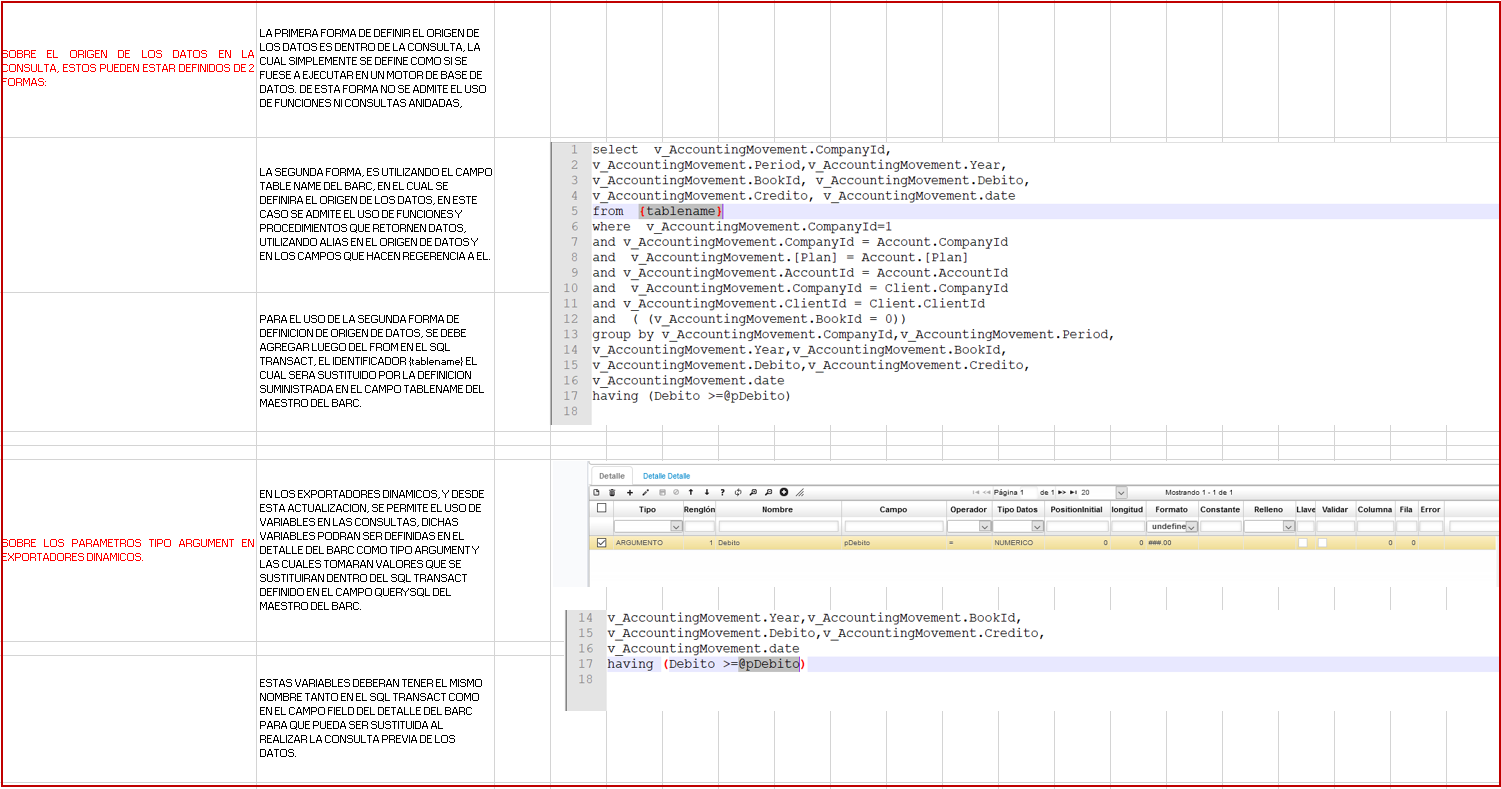 SOBRE EL ORIGEN DE LOS DATOS EN LA
CONSULTA, ESTOS PUEDEN ESTAR DEFINIDOS DE 2
FORMAS:
LA PRIMERA FORMA DE DEFINIR EL ORIGEN DE
LOS DATOS ES DENTRO DE LA CONSULTA, LA
CUAL SIMPLEMENTE SE DEFINE COMO SI SE
FUESE A EJECUTAR EN UN MOTOR DE BASE DE
DATOS. DE ESTA FORMA NO SE ADMITE EL USO
DE FUNCIONES NI CONSULTAS ANIDADAS,
LA SEGUNDA FORMA, ES UTILIZANDO EL CAMPO
TABLE NAME DEL BARC, EN EL CUAL SE
DEFINIRA EL ORIGEN DE LOS DATOS, EN ESTE
CASO SE ADMITE EL USO DE FUNCIONES Y
PROCEDIMIENTOS QUE RETORNEN DATOS,
UTILIZANDO ALIAS EN EL ORIGEN DE DATOS Y
EN LOS CAMPOS QUE HACEN REGERENCIA A EL.
PARA EL USO DE LA SEGUNDA FORMA DE
DEFINICION DE ORIGEN DE DATOS, SE DEBE
AGREGAR LUEGO DEL FROM EN EL SQL
TRANSACT, EL IDENTIFICADOR {tablename} EL
CUAL SERA SUSTITUIDO POR LA DEFINICION
SUMINISTRADA EN EL CAMPO TABLENAME DEL
MAESTRO DEL BARC.
1 select  v_AccountingMovement.CompanyId,
2 v_AccountingMovement.Period,v_AccountingMovement.Year,
3 v_AccountingMovement.BookId, v_AccountingMovement.Debito,
4 v_AccountingMovement.Credito, v_AccountingMovement.date
5 from  {tablename}
6 where  v_AccountingMovement.CompanyId=1
7 and v_AccountingMovement.CompanyId = Account.CompanyId
8 and  v_AccountingMovement.[Plan] = Account.[Plan]
9 and v_AccountingMovement.AccountId = Account.AccountId
10 and  v_AccountingMovement.CompanyId = Client.CompanyId
11 and v_AccountingMovement.ClientId = Client.ClientId
12 and  ( (v_AccountingMovement.BookId = 0))
13 group by v_AccountingMovement.CompanyId,v_AccountingMovement.Period,
14 v_AccountingMovement.Year,v_AccountingMovement.BookId,
15 v_AccountingMovement.Debito,v_AccountingMovement.Credito,
16 v_AccountingMovement.date
17 having (Debito >=@pDebito)
18
SOBRE LOS PARAMETROS TIPO ARGUMENT EN
EXPORTADORES DINAMICOS.
EN LOS EXPORTADORES DINAMICOS, Y DESDE
ESTA ACTUALIZACION, SE PERMITE EL USO DE
VARIABLES EN LAS CONSULTAS, DICHAS
VARIABLES PODRAN SER DEFINIDAS EN EL
DETALLE DEL BARC COMO TIPO ARGUMENT Y
LAS CUALES TOMARAN VALORES QUE SE
SUSTITUIRAN DENTRO DEL SQL TRANSACT
DEFINIDO EN EL CAMPO QUERYSQL DEL
MAESTRO DEL BARC.
Detalle Detalle Detalle
Página 1 de 1 20 Mostrando 1 - 1 de 1
Tipo Renglón Nombre Campo Operador Tipo Datos PositionInitial longitud Formato Constante Relleno Llave Validar Columna Fila Error
undefine
ARGUMENTO 1 Debito pDebito = NUMERICO 0 0 ###.00 0 0
14 v_AccountingMovement.Year,v_AccountingMovement.BookId,
15 v_AccountingMovement.Debito,v_AccountingMovement.Credito,
16 v_AccountingMovement.date
17 having (Debito >=@pDebito)
18
ESTAS VARIABLES DEBERAN TENER EL MISMO
NOMBRE TANTO EN EL SQL TRANSACT COMO
EN EL CAMPO FIELD DEL DETALLE DEL BARC
PARA QUE PUEDA SER SUSTITUIDA AL
REALIZAR LA CONSULTA PREVIA DE LOS
DATOS.